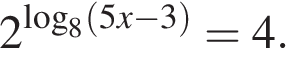 2^{log_8(5x−3)} = 4.